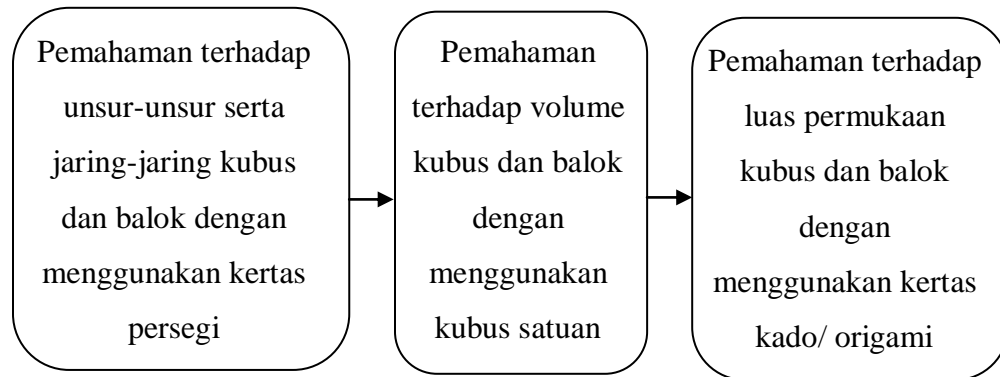 Pemahaman terhadap
unsur-unsur serta
jaring-jaring kubus
dan balok dengan
menggunakan kertas
persegi
Pemahaman
terhadap volume
kubus dan balok
dengan
menggunakan
kubus satuan
Pemahaman terhadap
luas permukaan
kubus dan balok
dengan
menggunakan kertas
kado/ origami